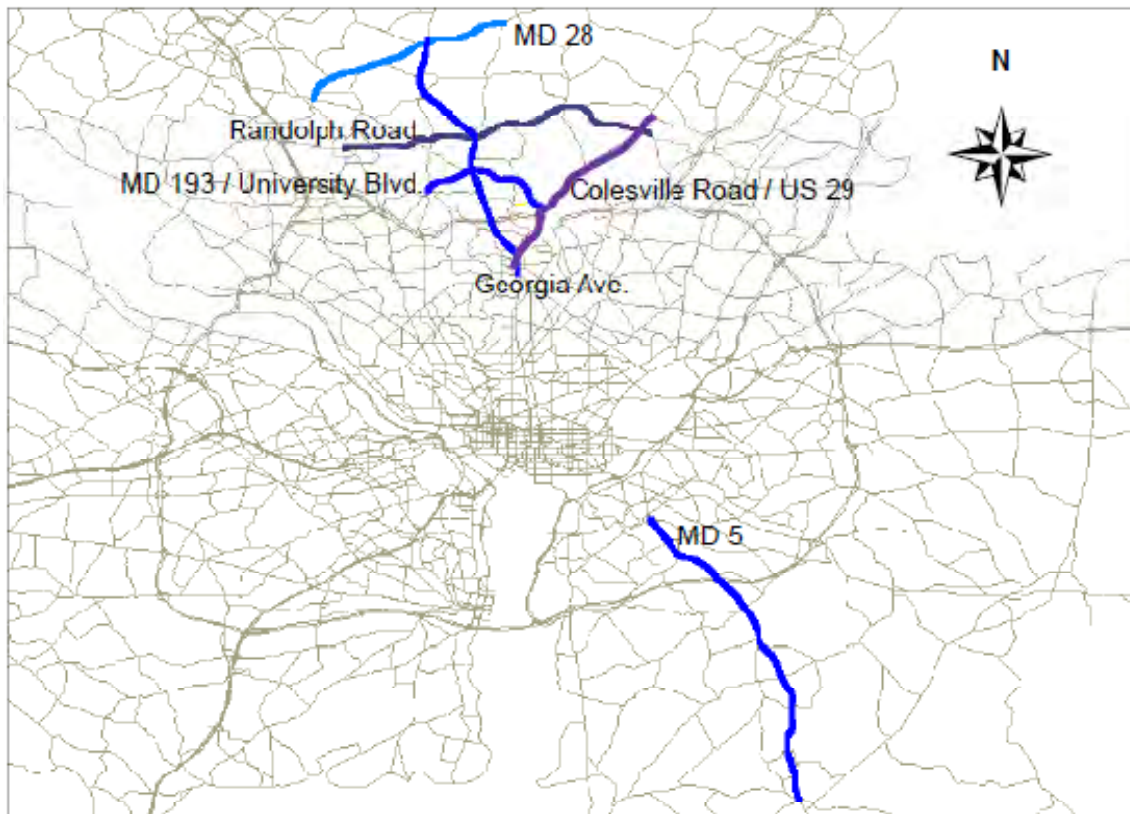 MD 28
N
Randolph Road
MD 193 / University Blvd.
Colesville Road / US 29
Georgia Ave.
MD 5